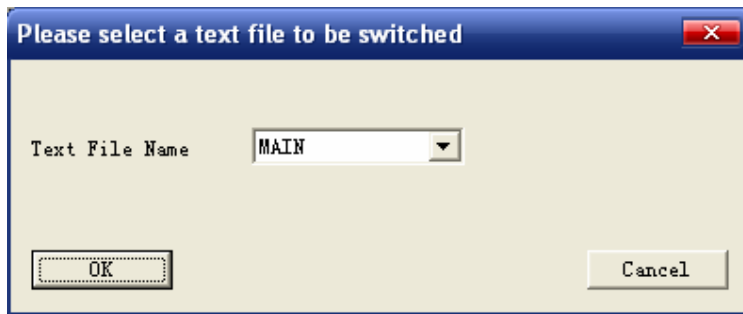 Please select a text file to be switched
Text File Name
MAIN
OK
Cancel